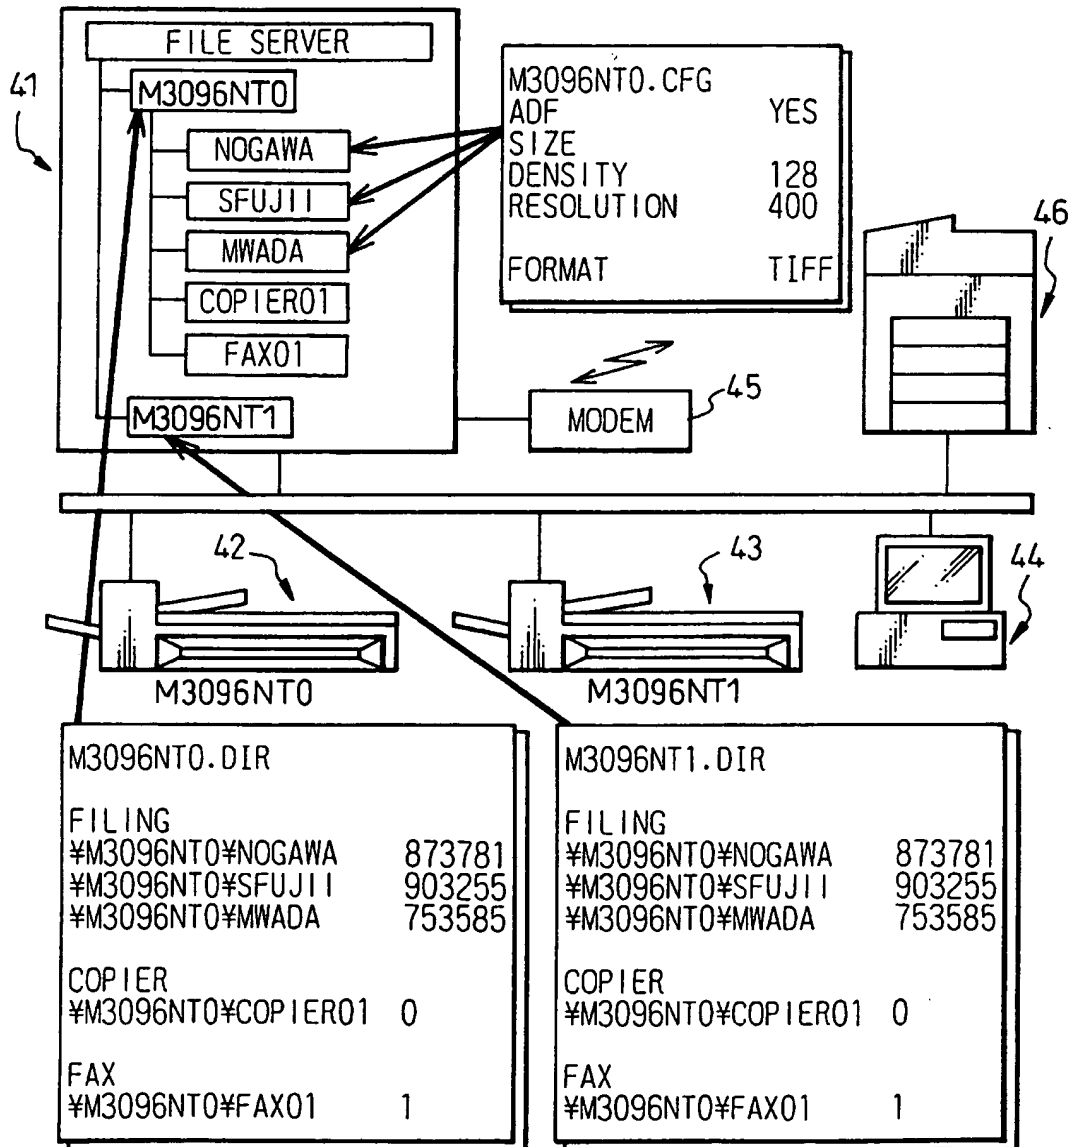 FILE SERVER
41
M3096NT0
NOGAWA
SFUJII
MWADA
COPIER01
FAX01
M3096NT1
M3096NT0.CFG
ADF YES
SIZE
DENSITY 128
RESOLUTION 400
FORMAT TIFF
46
MODEM
45
42
43
44
M3096NT0
M3096NT1
M3096NT0.DIR
FILING
¥M3096NT0¥NOGAWA 873781
¥M3096NT0¥SFUJII 903255
¥M3096NT0¥MWADA 753585
COPIER
¥M3096NT0¥COPIER01 0
FAX
¥M3096NT0¥FAX01 1
M3096NT1.DIR
FILING
¥M3096NT0¥NOGAWA 873781
¥M3096NT0¥SFUJII 903255
¥M3096NT0¥MWADA 753585
COPIER
¥M3096NT0¥COPIER01 0
FAX
¥M3096NT0¥FAX01 1